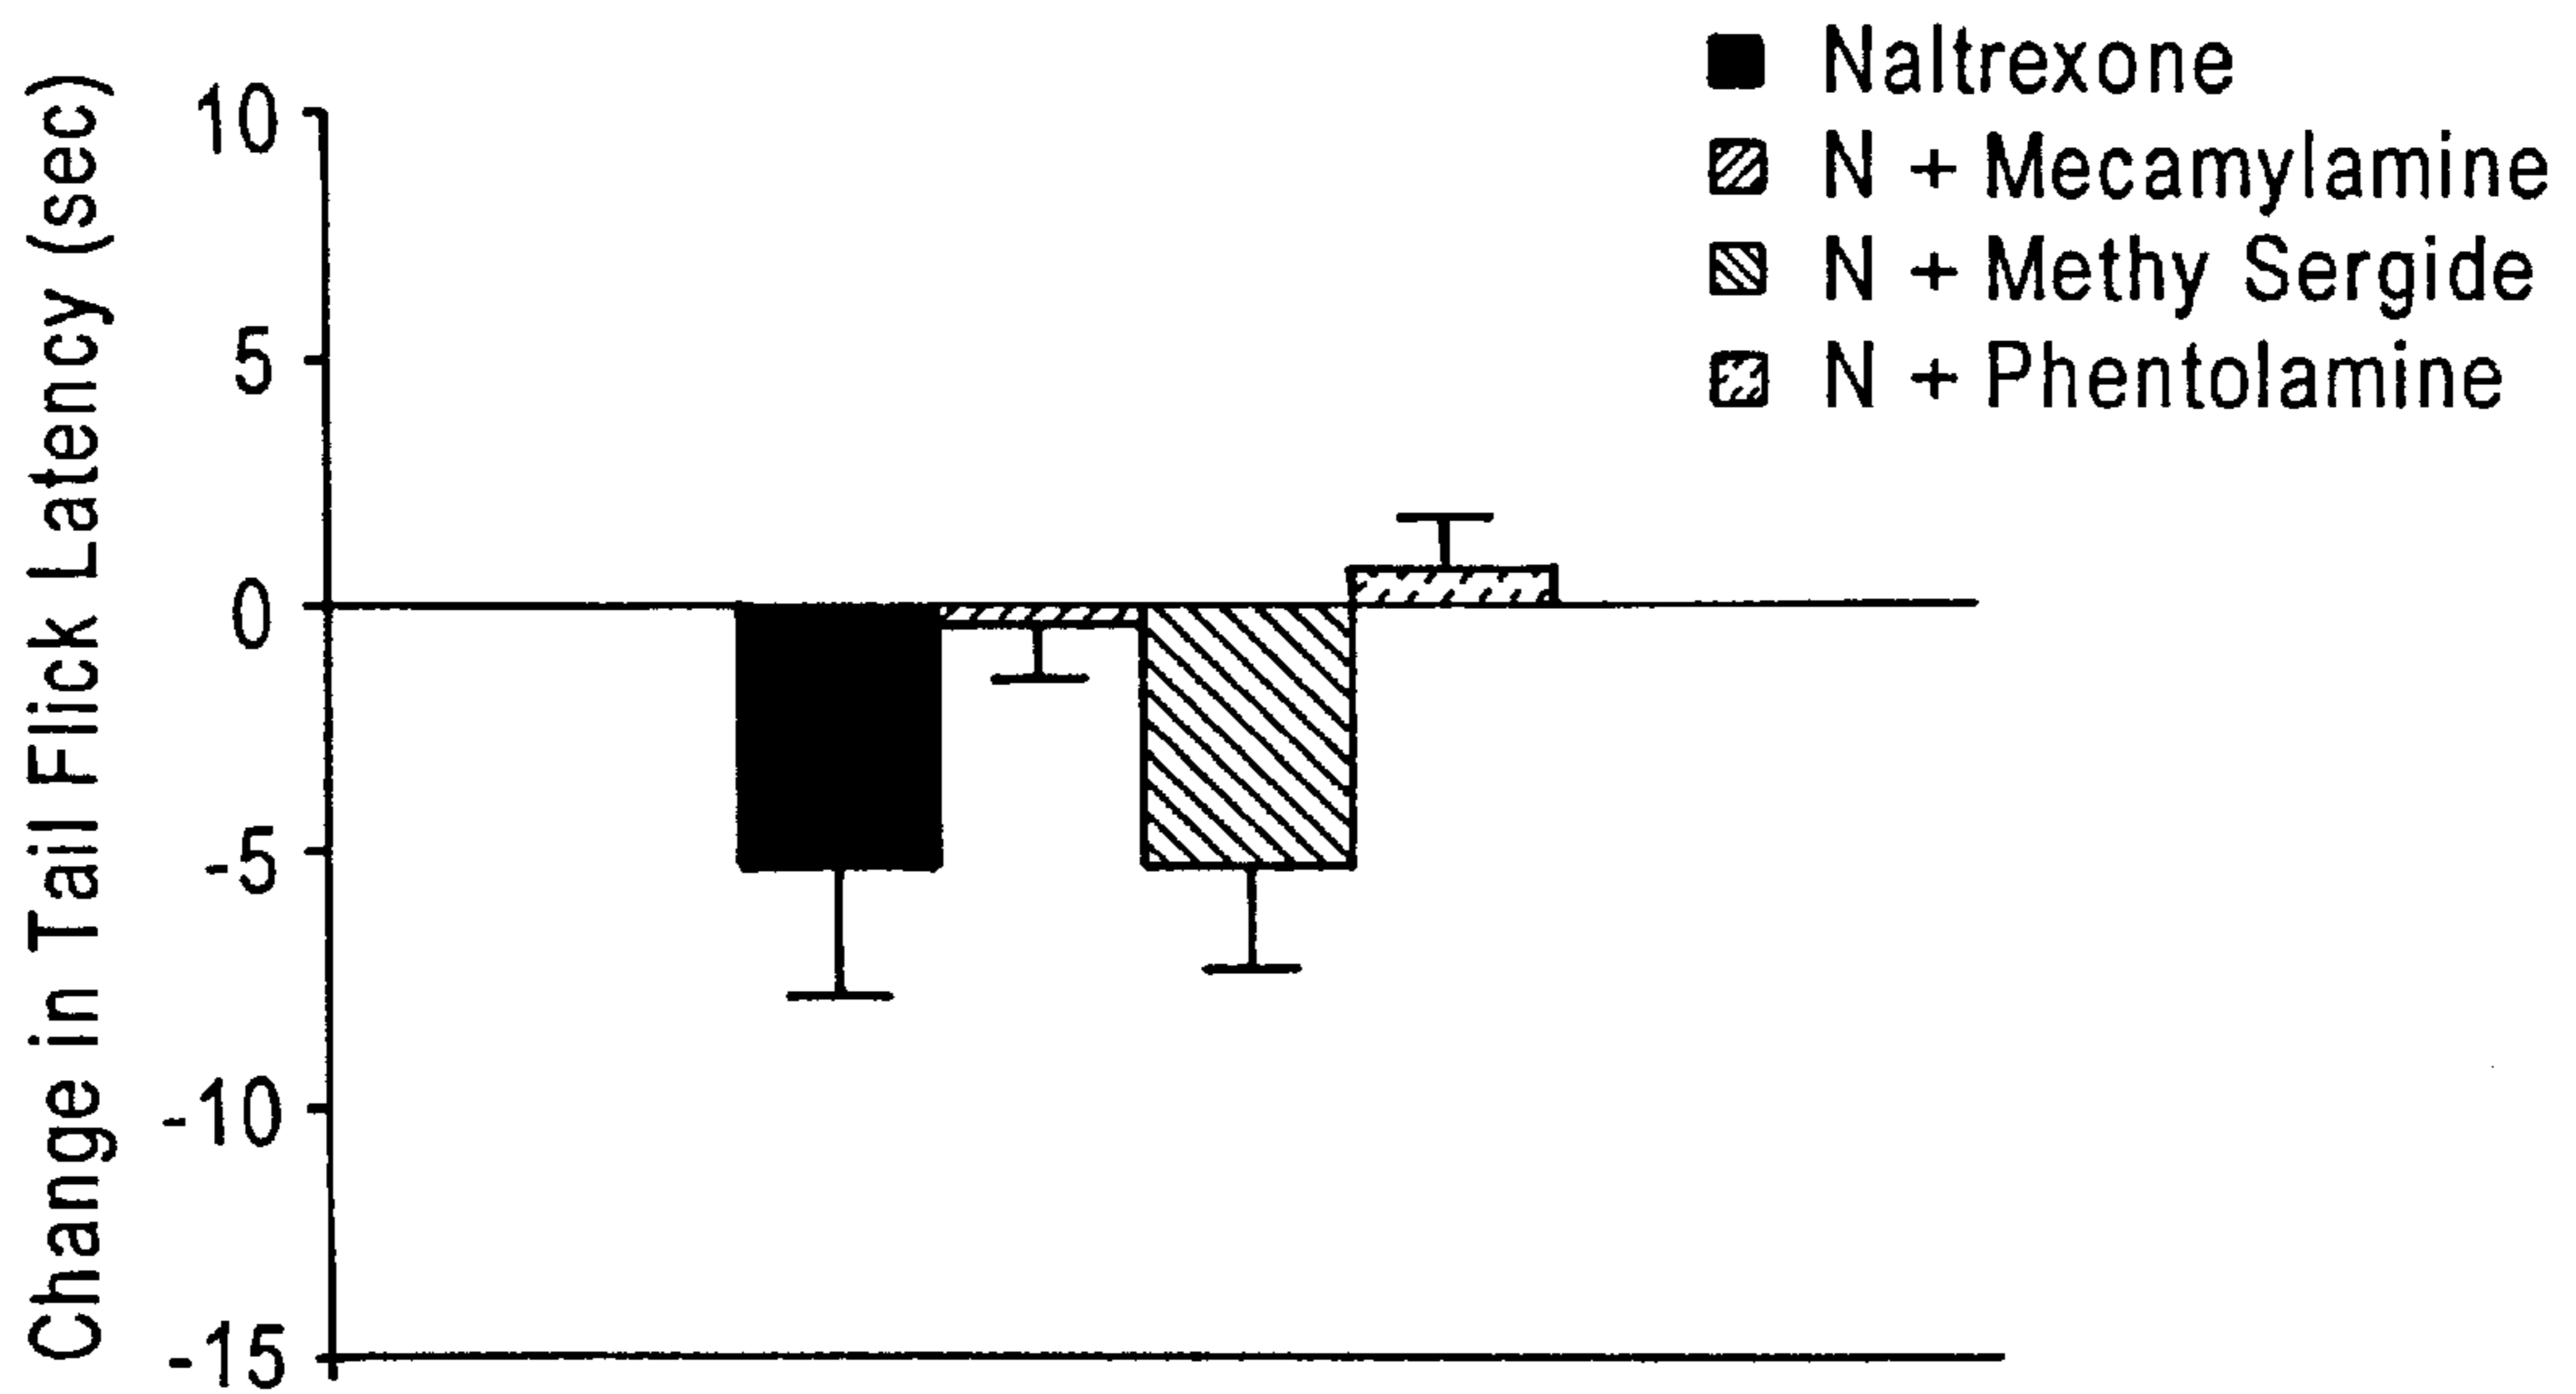 Naltrexone
N + Mecamylamine
N + Methy Sergide
N + Phentolamine
Change in Tail Flick Latency (sec)
10
5
0
-5
-10
-15